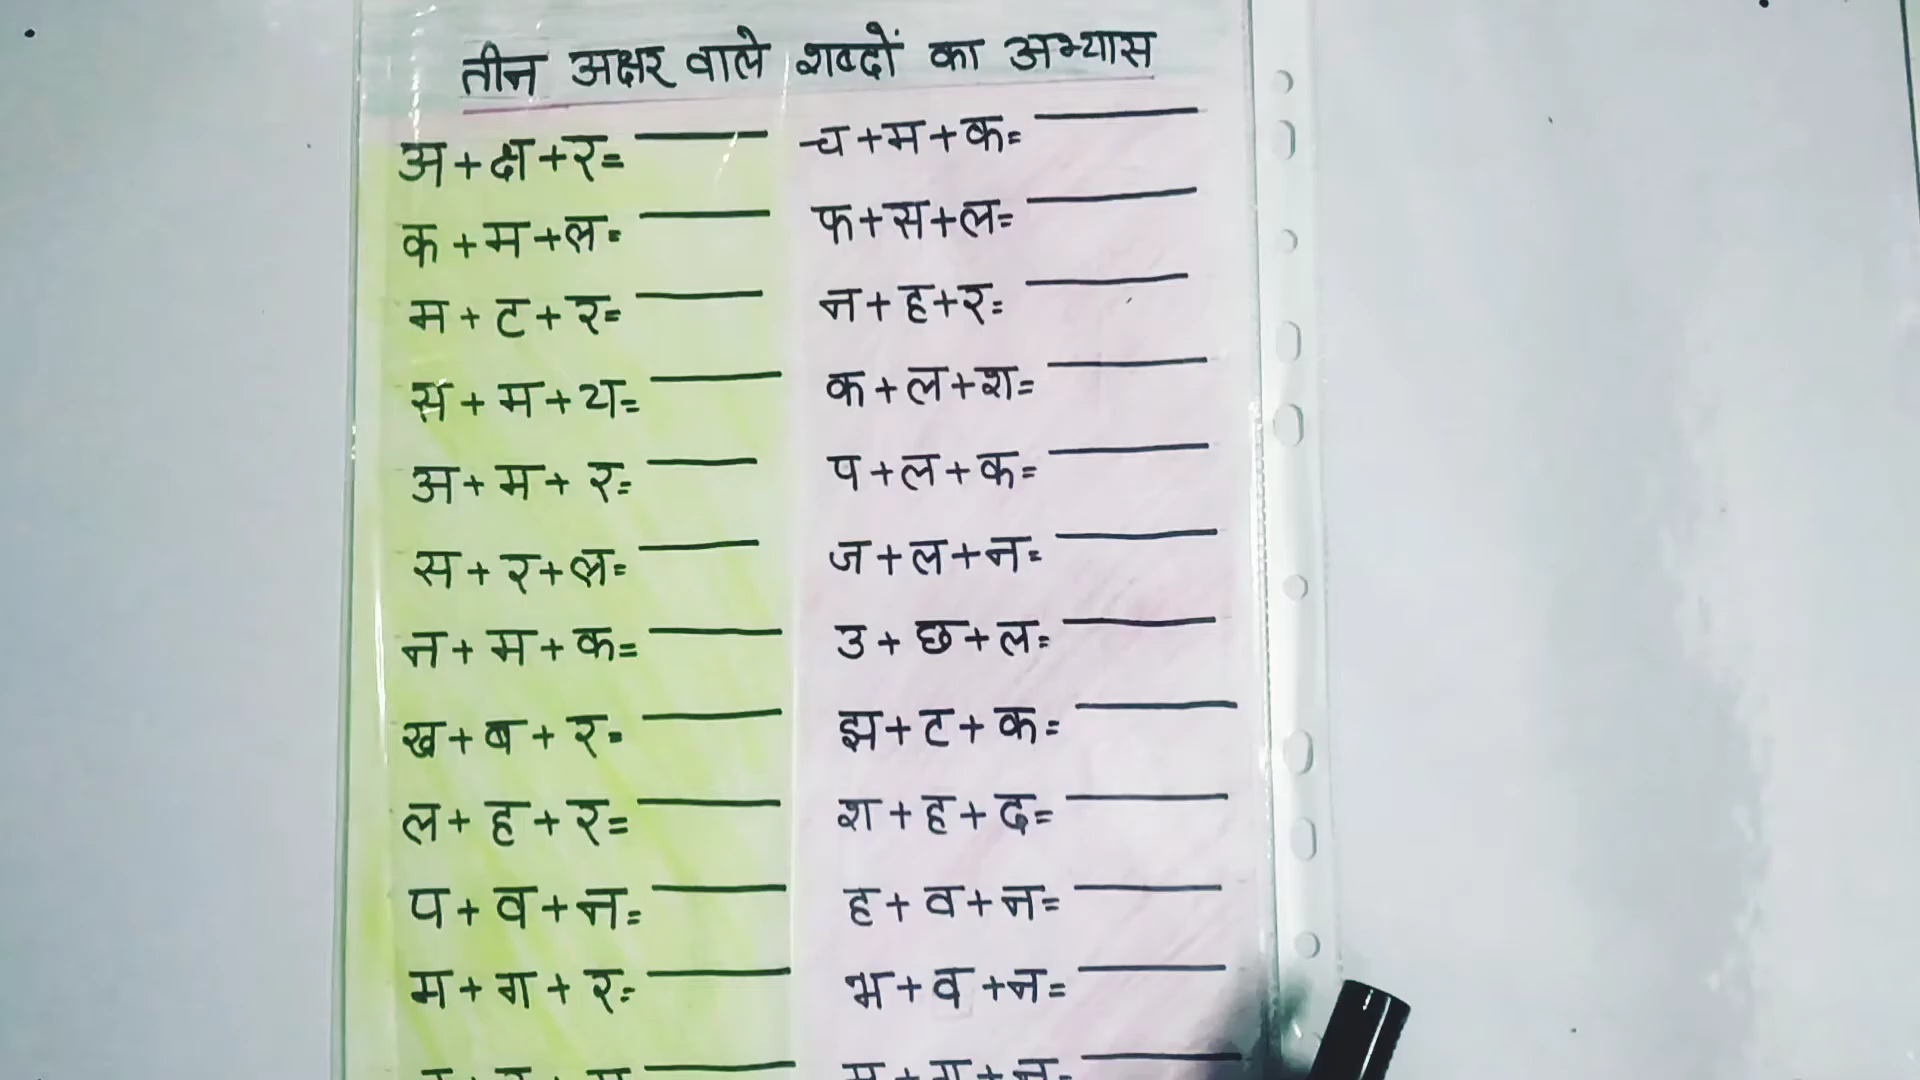 तीन अक्षर वाले शब्दों का अभ्यास
अ+क्ष+र=
क+म+ल=
म+ट+र=
स+म+य=
अ+म+र=
स+र+ल=
न+म+क=
ख+ब+र=
ल+ह+र=
प+व+न=
म+ग+र=
च+म+क=
फ+स+ल=
न+ह+र=
क+ल+श=
प+ल+क=
ज+ल+न=
उ+छ+ल=
झ+ट+क=
श+ह+द=
ह+व+न=
भ+व+न=